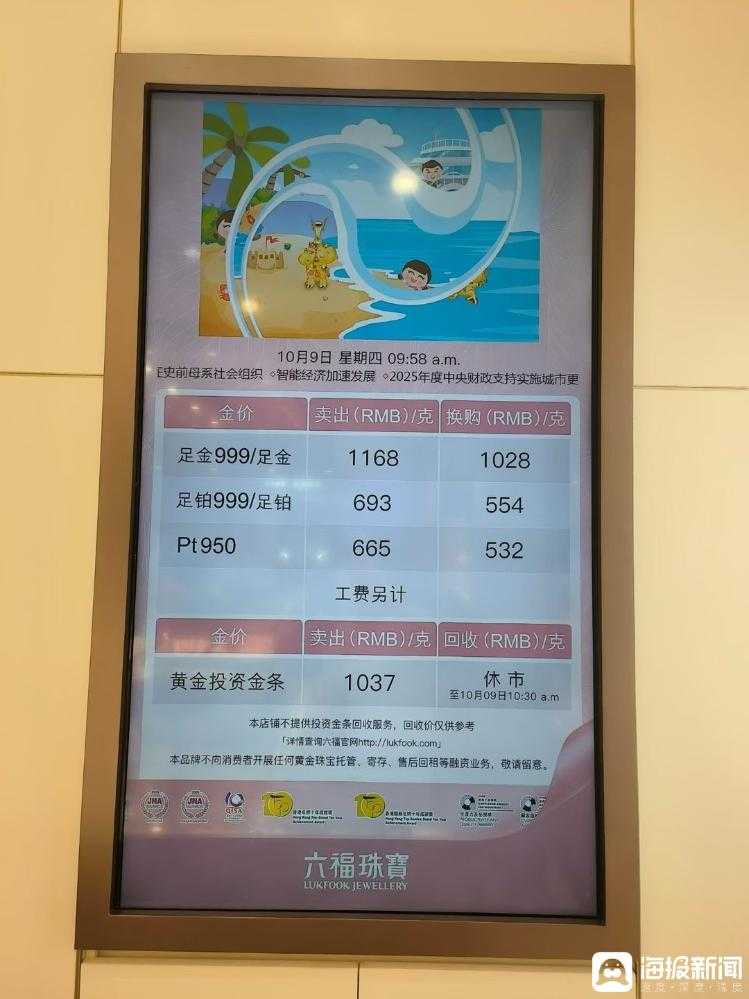 10月9日 星期四 09:58 a.m.
史前母系社会组织 ○智能经济加速发展 ○2025年度中央财政支持实施城市更
金价 卖出(RMB)/克 换购(RMB)/克
足金999/足金 1168 1028
足铂999/足铂 693 554
Pt950 665 532
工费另计
金价 卖出(RMB)/克 回收(RMB)/克
黄金投资金条 1037 休市
至10月09日10:30 a.m
本店铺不提供投资金条回收服务，回收价仅供参考
「详情查询六福官网http://lukfook.com」
本品牌不向消费者开展任何黄金珠宝托管、寄存、售后回租等融资业务，敬请留意。
JNA JNA
六福珠寶
LUKFOOK JEWELLERY
海报新闻
速度·深度·温度